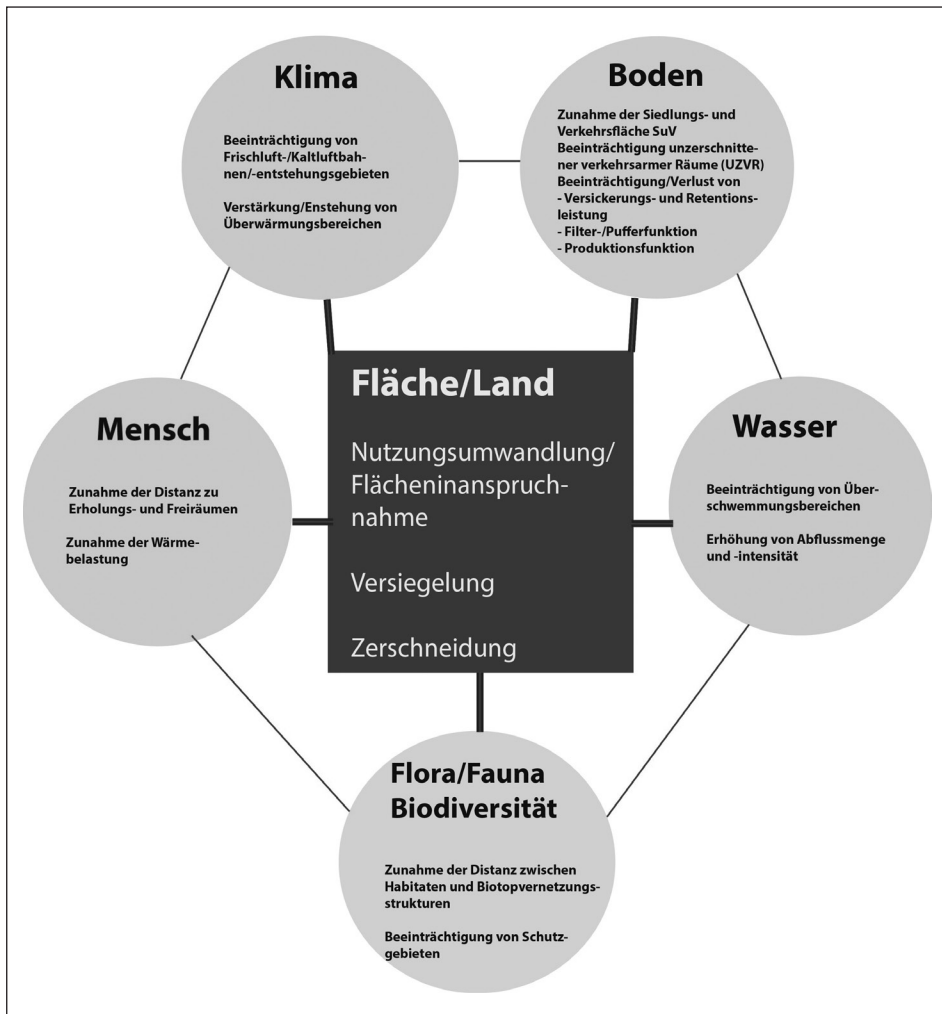 Klima
Beeinträchtigung von
Frischluft-/Kaltluftbah-
nen/-entstehungsgebieten
Verstärkung/Enstehung von
Überwärmungsbereichen
Boden
Zunahme der Siedlungs- und
Verkehrsfläche SuV
Beeinträchtigung unzerschnitte-
ner verkehrsarmer Räume (UZVR)
Beeinträchtigung/Verlust von
- Versickerungs- und Retentions-
leistung
- Filter-/Pufferfunktion
- Produktionsfunktion
Fläche/Land
Nutzungsumwandlung/
Flächeninanspruch-
nahme
Versiegelung
Zerschneidung
Mensch
Zunahme der Distanz zu
Erholungs- und Freiräumen
Zunahme der Wärme-
belastung
Wasser
Beeinträchtigung von Über-
schwemmungsbereichen
Erhöhung von Abflussmenge
und -intensität
Flora/Fauna
Biodiversität
Zunahme der Distanz zwischen
Habitaten und Biotopvernetzungs-
strukturen
Beeinträchtigung von Schutz-
gebieten